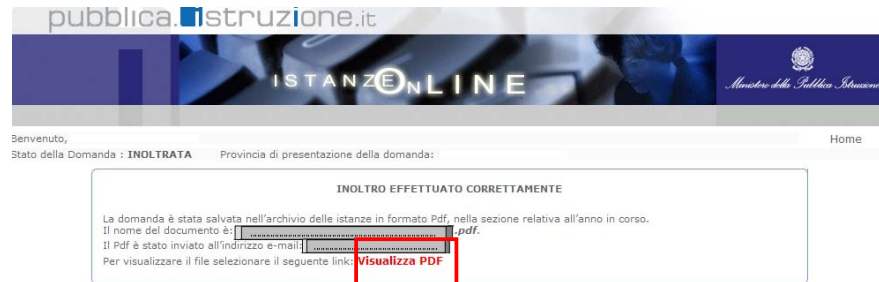 pubblica.istruzione.it
ISTANZEONLINE
Ministero della Pubblica Istruzione
Benvenuto,
Home
Stato della Domanda : INOLTRATA Provincia di presentazione della domanda:
INOLTRO EFFETTUATO CORRETTAMENTE
La domanda è stata salvata nell'archivio delle istanze in formato Pdf, nella sezione relativa all'anno in corso.
Il nome del documento è: .pdf.
Il Pdf è stato inviato all'indirizzo e-mail:
Per visualizzare il file selezionare il seguente link: Visualizza PDF